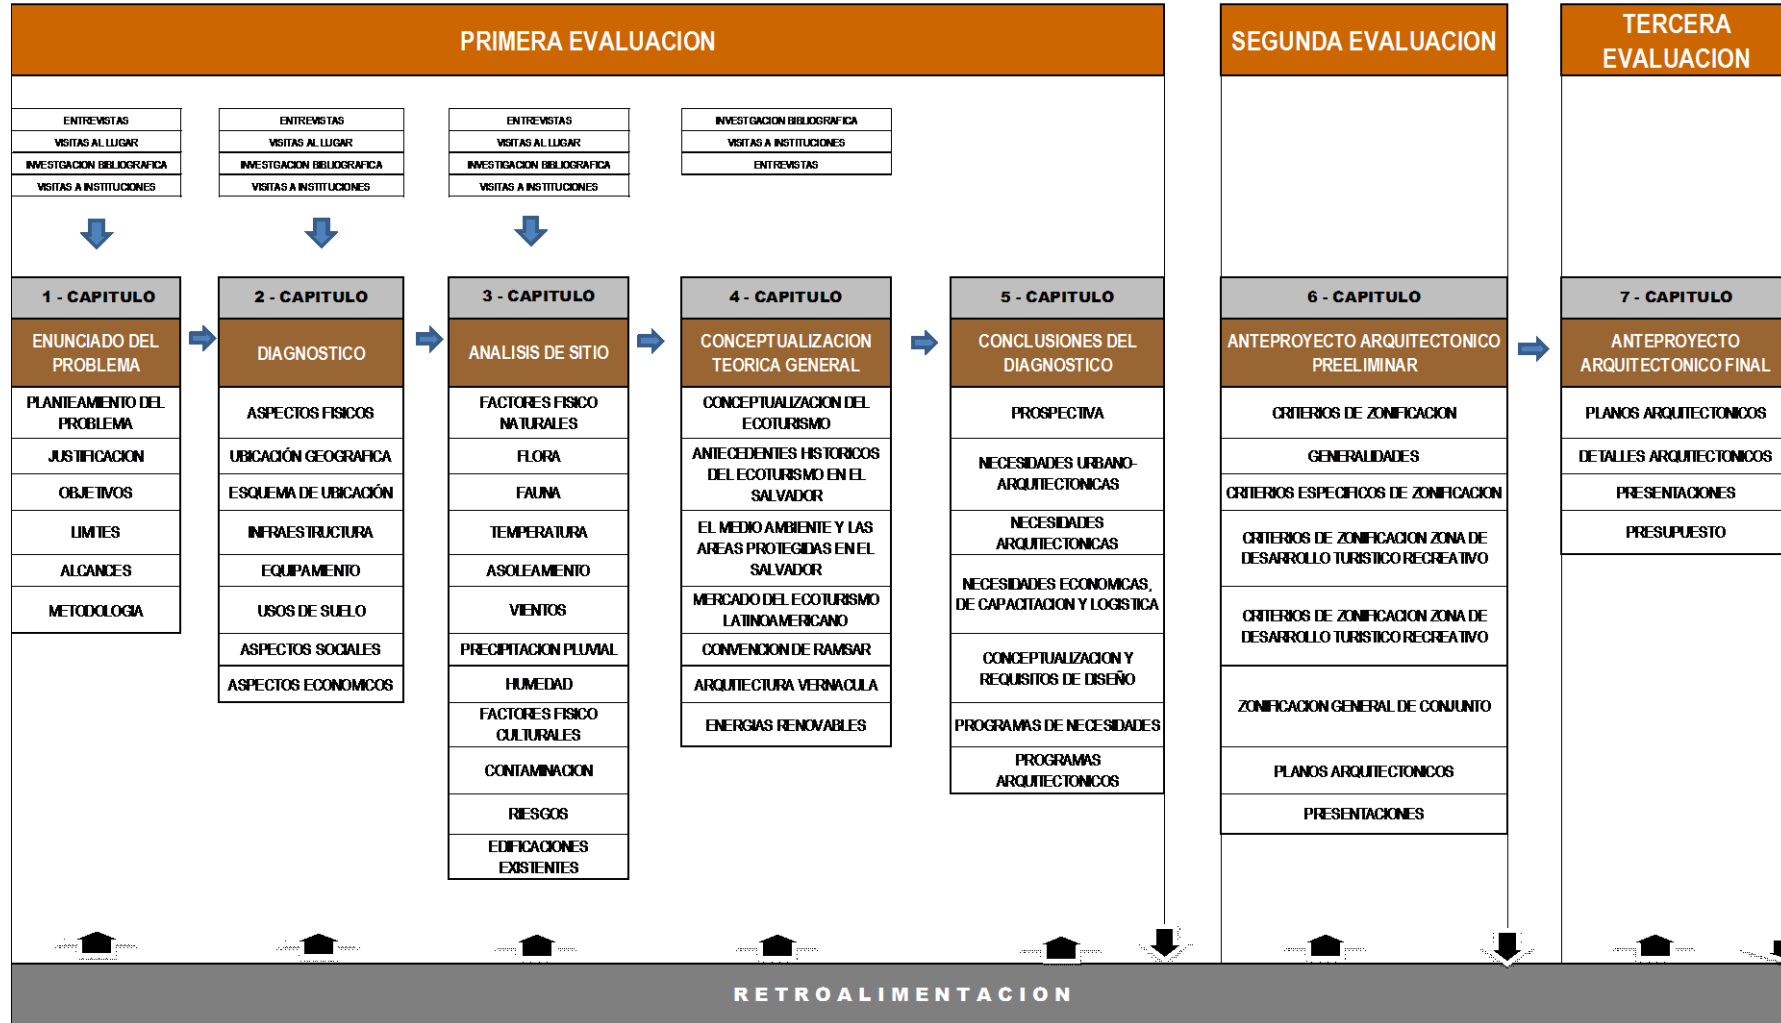 PRIMERA EVALUACION
SEGUNDA EVALUACION
TERCERA
EVALUACION
ENTREVISTAS
VISITAS AL LUGAR
INVESTGACION BIBLIOGRAFICA
VISITAS A INSTITUCIONES
ENTREVISTAS
VISITAS AL LUGAR
INVESTGACION BIBLIOGRAFICA
VISITAS A INSTITUCIONES
ENTREVISTAS
VISITAS AL LUGAR
INVESTIGACION BIBLIOGRAFICA
VISITAS A INSTITUCIONES
INVESTGACION BIBLIOGRAFICA
VISITAS A INSTITUCIONES
ENTREVISTAS
1 - CAPITULO
ENUNCIADO DEL
PROBLEMA
PLANTEAMIENTO DEL
PROBLEMA
JUSTIFICACION
OBJETIVOS
LIMITES
ALCANCES
METODOLOGIA
2 - CAPITULO
DIAGNOSTICO
ASPECTOS FISICOS
UBICACIÓN GEOGRAFICA
ESQUEMA DE UBICACIÓN
INFRAESTRUCTURA
EQUIPAMENTO
USOS DE SUELO
ASPECTOS SOCIALES
ASPECTOS ECONOMICOS
3 - CAPITULO
ANALISIS DE SITIO
FACTORES FISICO
NATURALES
FLORA
FAUNA
TEMPERATURA
ASOLEAMIENTO
VIENTOS
PRECIPITACION PLUVIAL
HUMEDAD
FACTORES FISICO
CULTURALES
CONTAMINACION
RIESGOS
EDIFICACIONES
EXISTENTES
4 - CAPITULO
CONCEPTUALIZACION
TEORICA GENERAL
CONCEPTUALIZACION DEL
ECOTURISMO
ANTECEDENTES HISTORICOS
DEL ECOTURISMO EN EL
SALVADOR
EL MEDIO AMBIENTE Y LAS
AREAS PROTEGIDAS EN EL
SALVADOR
MERCADO DEL ECOTURISMO
LATINOAMERICANO
CONVENCION DE RAMSAR
ARQUITECTURA VERNACULA
ENERGIAS RENOVABLES
5 - CAPITULO
CONCLUSIONES DEL
DIAGNOSTICO
PROSPECTIVA
NECESIDADES URBANO-
ARQUITECTONICAS
NECESIDADES
ARQUITECTONICAS
NECESIDADES ECONOMICAS,
DE CAPACITACION Y LOGISTICA
CONCEPTUALIZACION Y
REQUISITOS DE DISEÑO
PROGRAMAS DE NECESIDADES
PROGRAMAS
ARQUITECTONICOS
6 - CAPITULO
ANTEPROYECTO ARQUITECTONICO
PREELIMINAR
CRITERIOS DE ZONIFICACION
GENERALIDADES
CRITERIOS ESPECIFICOS DE ZONIFICACION
CRITERIOS DE ZONIFICACION ZONA DE
DESARROLLO TURISTICO RECREATIVO
CRITERIOS DE ZONIFICACION ZONA DE
DESARROLLO TURISTICO RECREATIVO
ZONIFICACION GENERAL DE CONJUNTO
PLANOS ARQUITECTONICOS
PRESENTACIONES
7 - CAPITULO
ANTEPROYECTO
ARQUITECTONICO FINAL
PLANOS ARQUITECTONICOS
DETALLES ARQUITECTONICOS
PRESENTACIONES
PRESUPUESTO
RETROALIMENTACION